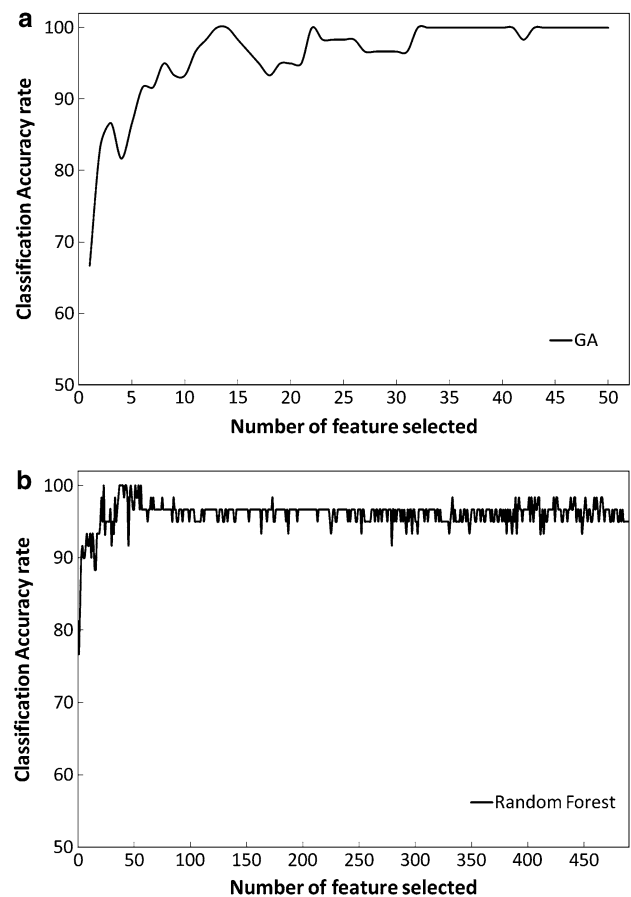 a
100
90
80
70
60
50
Classification Accuracy rate
GA
0 5 10 15 20 25 30 35 40 45 50
Number of feature selected
b
100
90
80
70
60
50
Classification Accuracy rate
Random Forest
0 50 100 150 200 250 300 350 400 450
Number of feature selected